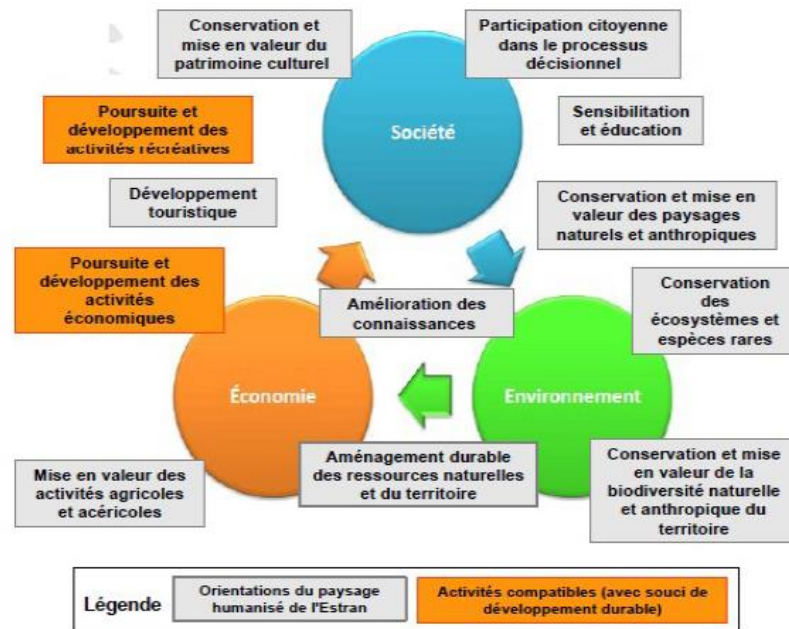 Conservation et
mise en valeur du
patrimoine culturel
Participation citoyenne
dans le processus
décisionnel
Poursuite et
développement des
activités récréatives
Société
Sensibilitation
et éducation
Développement
touristique
Conservation et mise en
valeur des paysages
naturels et anthropiques
Poursuite et
développement des
activités
économiques
Amélioration des
connaissances
Conservation
des
écosystèmes et
espèces rares
Économie
Environnement
Mise en valeur des
activités agricoles
et acéricoles
Aménagement durable
des ressources naturelles
et du territoire
Conservation et mise
en valeur de la
biodiversité naturelle
et anthropique du
territoire
Légende
Orientations du paysage
humanisé de l'Estran
Activités compatibles (avec souci de
développement durable)